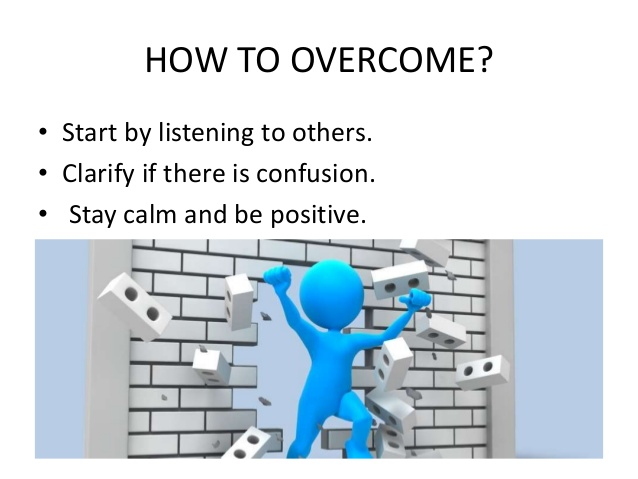 HOW TO OVERCOME?
• Start by listening to others.
• Clarify if there is confusion.
• Stay calm and be positive.